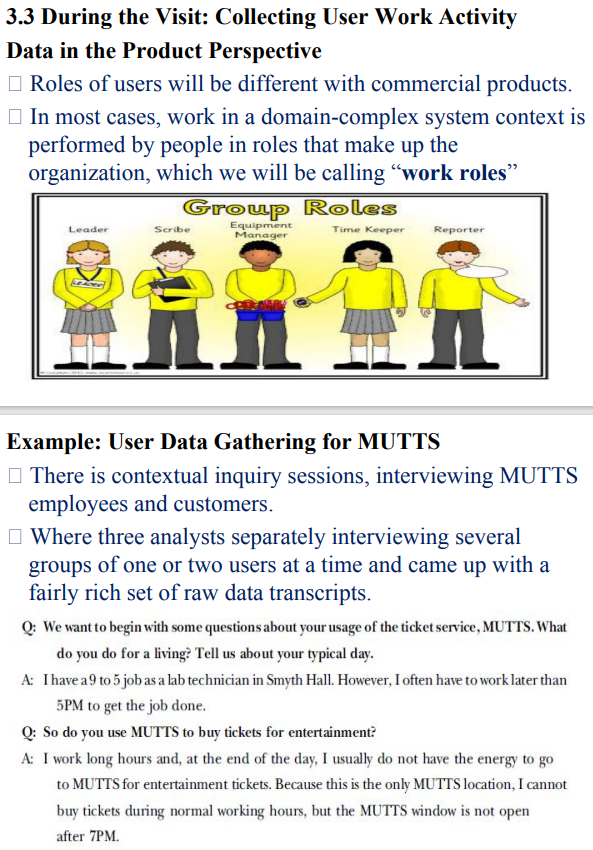 3.3 During the Visit: Collecting User Work Activity
Data in the Product Perspective
Roles of users will be different with commercial products.
In most cases, work in a domain-complex system context is
performed by people in roles that make up the
organization, which we will be calling “work roles”
Group Roles
Leader
Scribe
Equipment
Manager
Time Keeper
Reporter
LEADER
Example: User Data Gathering for MUTTS
There is contextual inquiry sessions, interviewing MUTTS
employees and customers.
Where three analysts separately interviewing several
groups of one or two users at a time and came up with a
fairly rich set of raw data transcripts.
Q: We want to begin with some questions about your usage of the ticket service, MUTTS. What
do you do for a living? Tell us about your typical day.
A: I have a 9 to 5 job as a lab technician in Smyth Hall. However, I often have to work later than
5PM to get the job done.
Q: So do you use MUTTS to buy tickets for entertainment?
A: I work long hours and, at the end of the day, I usually do not have the energy to go
to MUTTS for entertainment tickets. Because this is the only MUTTS location, I cannot
buy tickets during normal working hours, but the MUTTS window is not open
after 7PM.